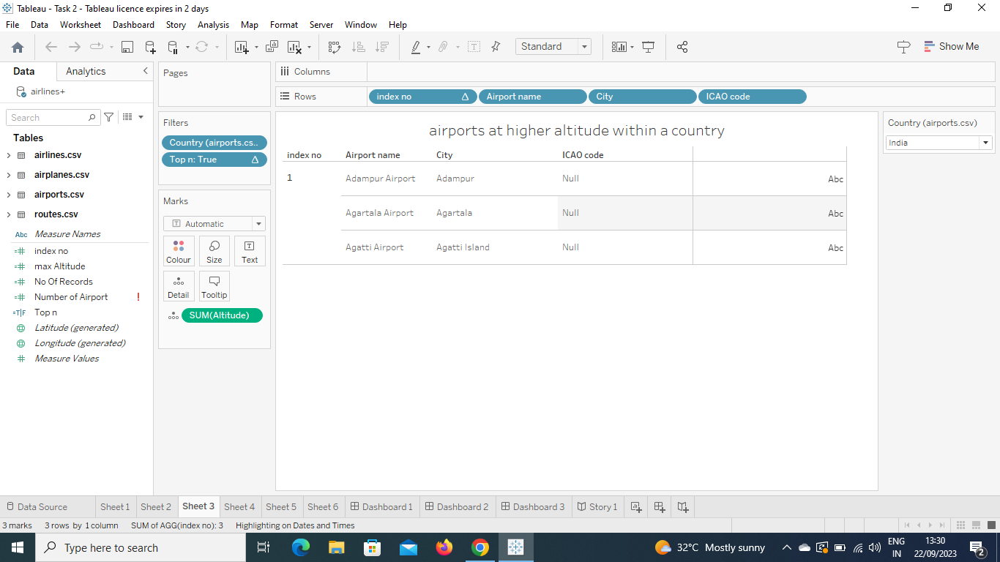 Tableau - Task 2 - Tableau licence expires in 2 days
File Data Worksheet Dashboard Story Analysis Map Format Server Window Help
Standard
Show Me
Data Analytics
airlines+
Search
Tables
airlines.csv
airplanes.csv
airports.csv
routes.csv
Abc Measure Names
index no
max Altitude
No Of Records
Number of Airport !
T|F Top n
Latitude (generated)
Longitude (generated)
Measure Values
Pages
Filters
Country (airports.cs..
Top n: True
Marks
Automatic
Colour Size Text
Detail Tooltip
SUM(Altitude)
Columns
Rows index no Airport name City ICAO code
airports at higher altitude within a country
index no Airport name City ICAO code
1 Adampur Airport Adampur Null Abc
Agartala Airport Agartala Null Abc
Agatti Airport Agatti Island Null Abc
Country (airports.csv)
India
Data Source Sheet 1 Sheet 2 Sheet 3 Sheet 4 Sheet 5 Sheet 6 Dashboard 1 Dashboard 2 Dashboard 3 Story 1
3 marks 3 rows by 1 column SUM of AGG(index no): 3 Highlighting on Dates and Times
Type here to search
32°C Mostly sunny
ENG
IN
13:30
22/09/2023
2